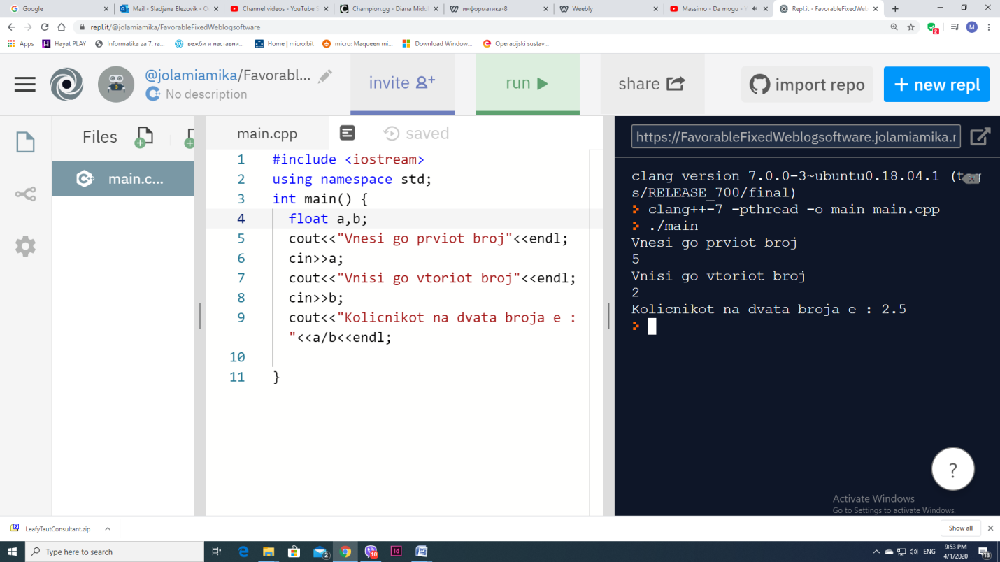 Google
Mail - Sladjana Elezovik - O
Channel videos - YouTube S
Champion.gg - Diana Middl
информатика-8
Weebly
Massimo - Da mogu - Y
Repl.it - FavorableFixedWeb
repl.it/@jolamiamika/FavorableFixedWeblogsoftware
2
M
Apps
Hayat PLAY
Informatika za 7. ra...
вежби и наставни...
Home | micro:bit
micro: Maqueen mi...
Download Window...
Operacijski sustav...
@jolamiamika/Favorabl...
No description
invite
run
share
import repo
+ new repl
Files
main.c...
main.cpp
saved
1 #include <iostream>
2 using namespace std;
3 int main() {
4 float a,b;
5 cout<<"Vnesi go prviot broj"<<endl;
6 cin>>a;
7 cout<<"Vnisi go vtoriot broj"<<endl;
8 cin>>b;
9 cout<<"Kolicnikot na dvata broja e :
"<<a/b<<endl;
10
11 }
https://FavorableFixedWeblogsoftware.jolamiamika.r
clang version 7.0.0-3~ubuntu0.18.04.1 (t
s/RELEASE_700/final)
clang++-7 -pthread -o main main.cpp
./main
Vnesi go prviot broj
5
Vnisi go vtoriot broj
2
Kolicnikot na dvata broja e : 2.5
?
Activate Windows
Go to Settings to activate Windows.
LeafyTautConsultant.zip
Show all
Type here to search
2
10
Id
ENG
9:53 PM
4/1/2020
18